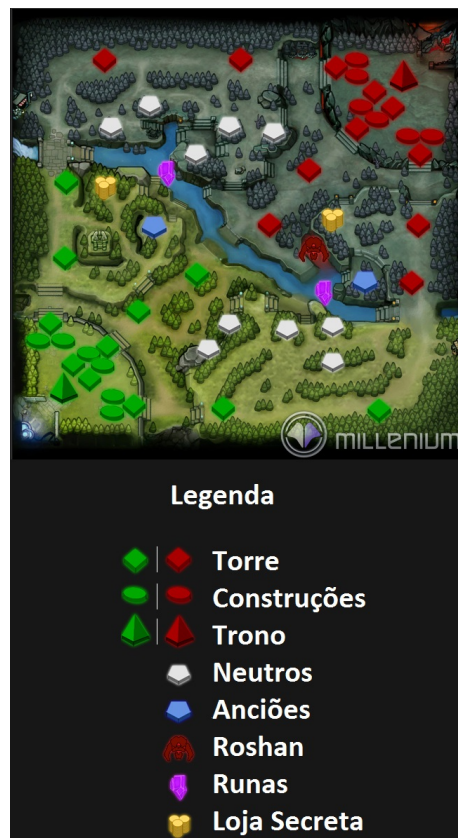 MILLENIUM
Legenda
Torre
Construções
Trono
Neutros
Anciões
Roshan
Runas
Loja Secreta